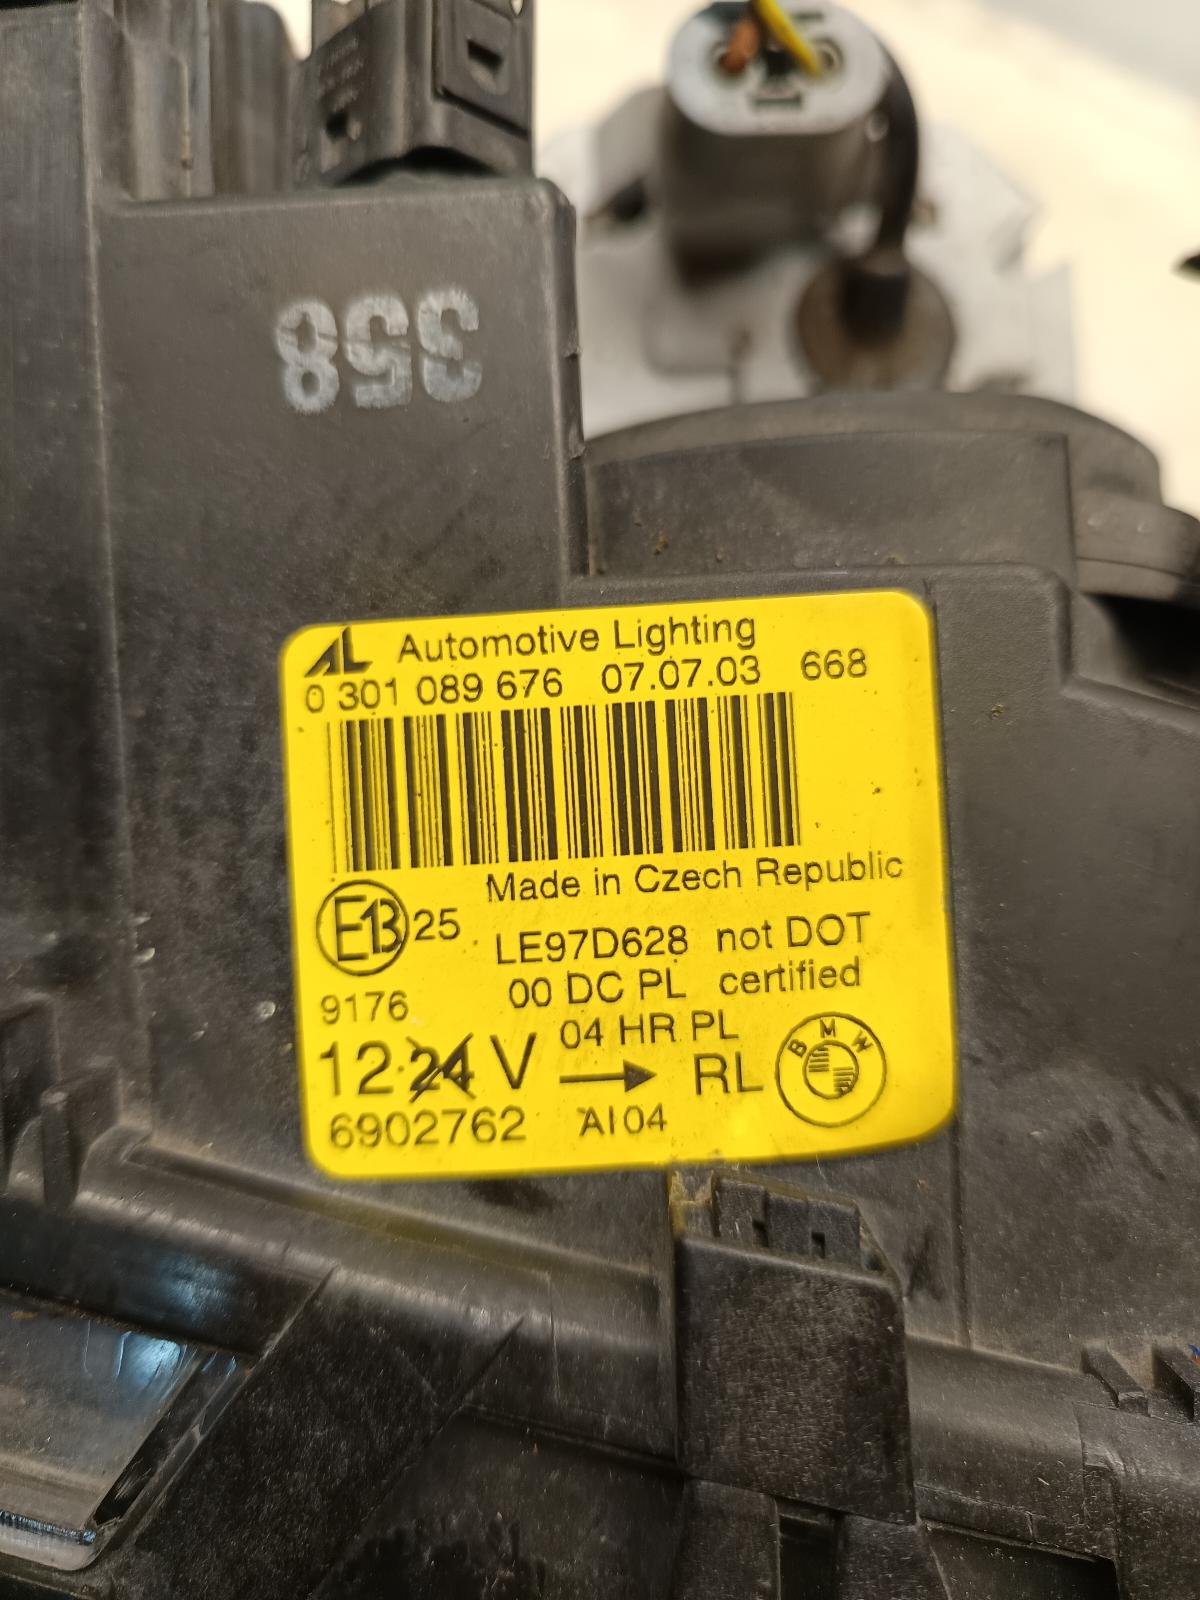 358
AL Automotive Lighting
0 301 089 676 07.07.03 668
Made in Czech Republic
E13 25
LE97D628 not DOT
9176 00 DC PL certified
04 HR PL
12-24 V → RL BMW
6902762 AI04